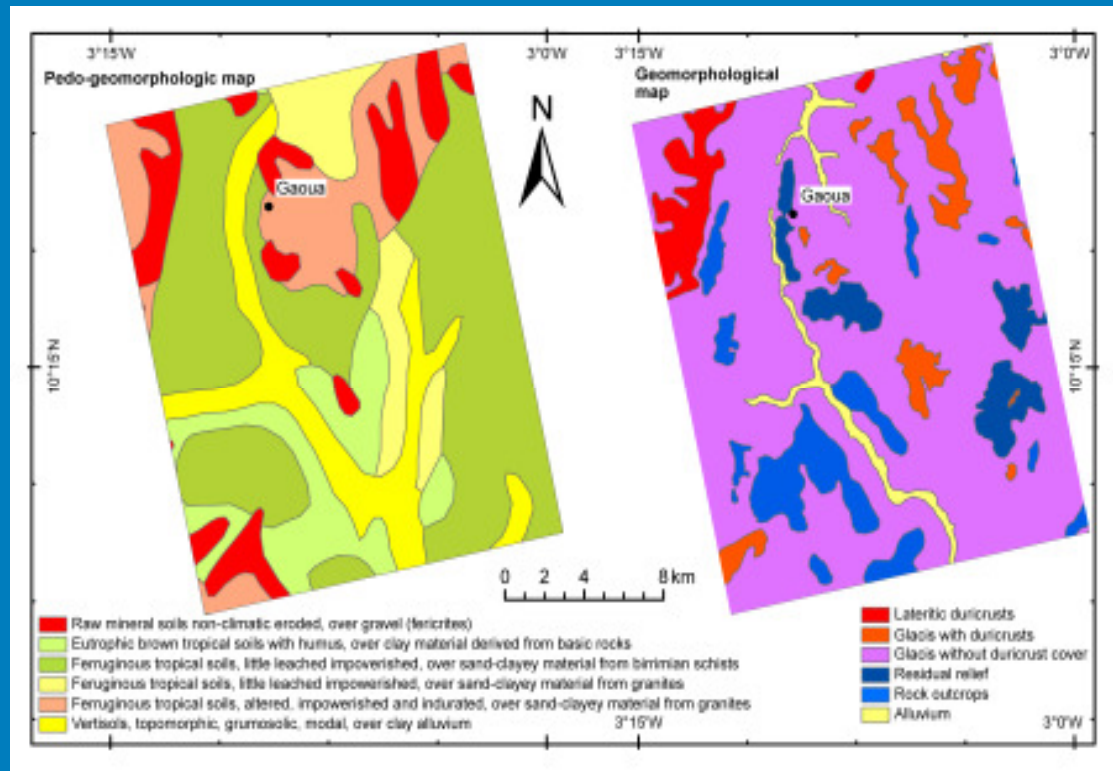 3°15'W
3°0'W
3°15'W
3°0'W
Pedo-geomorphologic map
Geomorphological
map
N
Gaoua
Gaoua
10°15'N
10°15'N
0 2 4 8 km
Raw mineral soils non-climatic eroded, over gravel (fericrites)
Eutrophic brown tropical soils with humus, over clay material derived from basic rocks
Ferruginous tropical soils, little leached impoverished, over sand-clayey material from birrimian schists
Feruginous tropical soils, little leached impowerished, over sand-clayey material from granites
Ferruginous tropical soils, altered, impowerished and indurated, over sand-clayey material from granites
Vertisols, topomorphic, grumosolic, modal, over clay alluvium
Lateritic duricrusts
Glacis with duricrusts
Glacis without duricrust cover
Residual relief
Rock outcrops
Alluvium
3°15'W
3°0'W